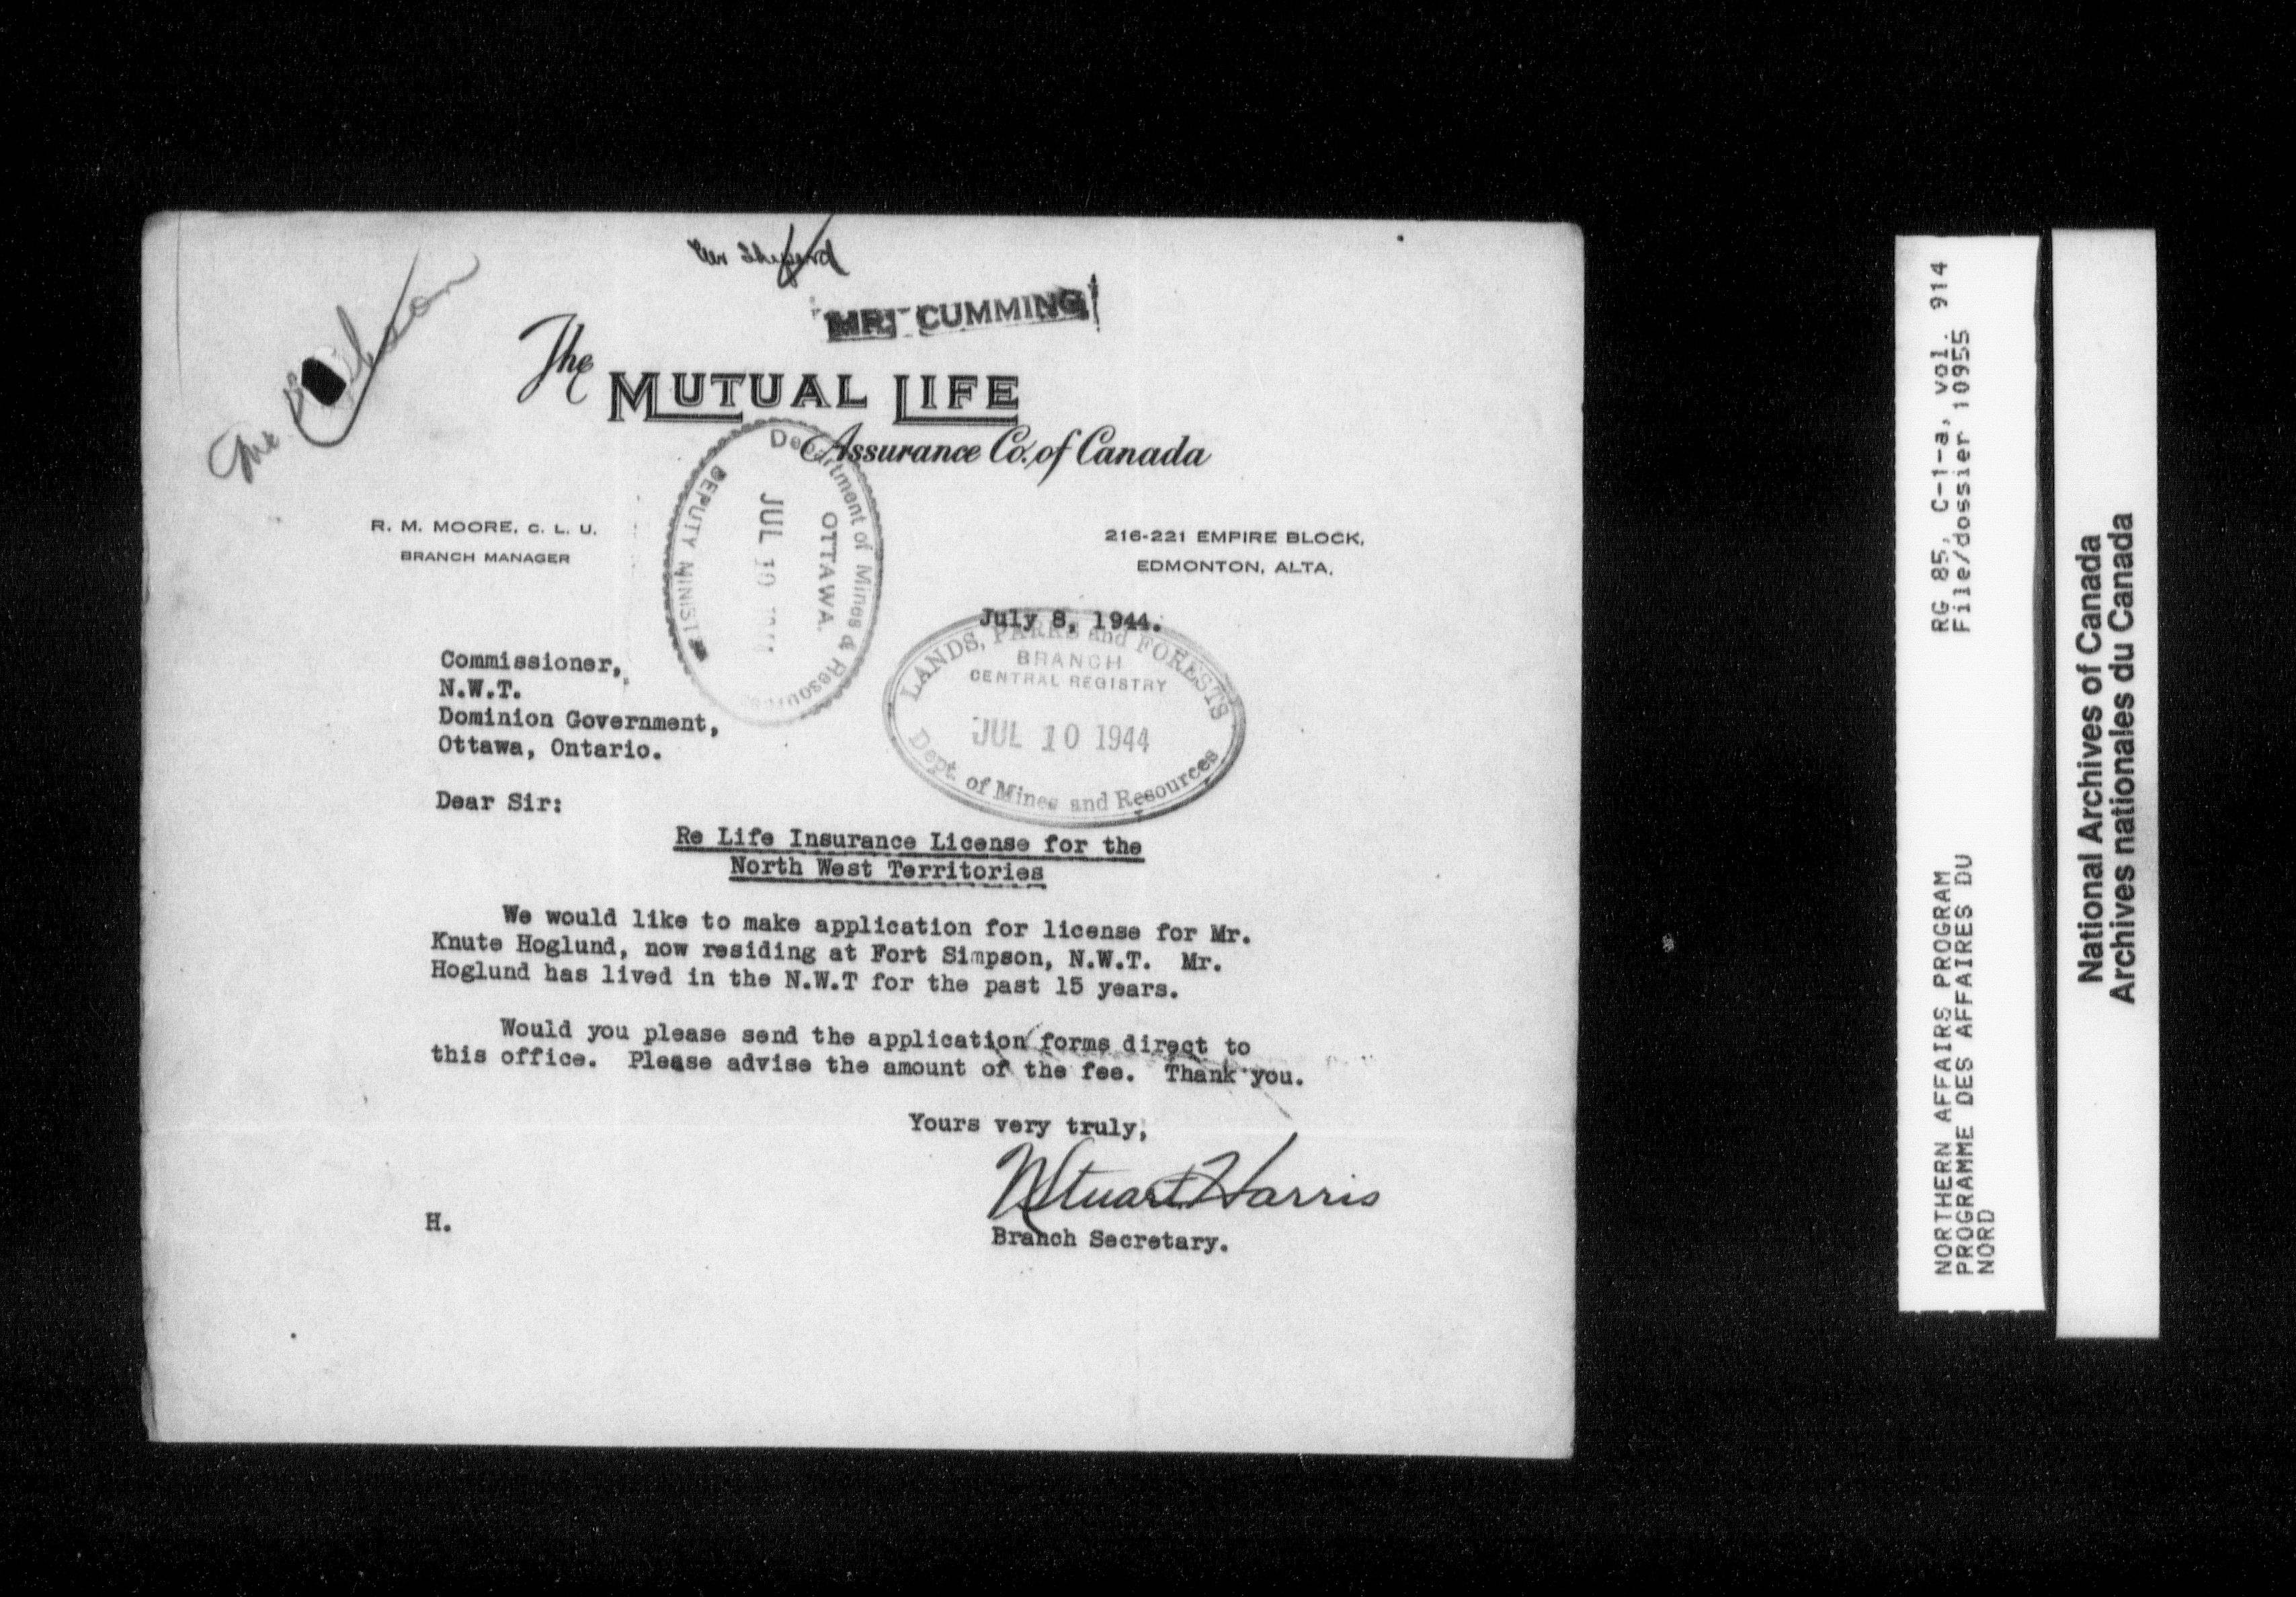 Mr Gibson
Mr Sheperd
MR. CUMMING
The
MUTUAL LIFE
Assurance Co. of Canada
R. M. MOORE, C. L. U.
BRANCH MANAGER
216-221 EMPIRE BLOCK,
EDMONTON, ALTA.
Department of Mines & Resources
OTTAWA.
JUL 10
DEPUTY MINISTER
July 8, 1944.
LANDS, PARKS and FORESTS
BRANCH
CENTRAL REGISTRY
JUL 10 1944
Dept. of Mines and Resources
Commissioner,
N.W.T.
Dominion Government,
Ottawa, Ontario.
Dear Sir:
Re Life Insurance License for the
North West Territories
We would like to make application for license for Mr.
Knute Hoglund, now residing at Fort Simpson, N.W.T. Mr.
Hoglund has lived in the N.W.T for the past 15 years.
Would you please send the application forms direct to
this office. Please advise the amount of the fee. Thank you.
Yours very truly,
Stuart Harris
Branch Secretary.
H.
RG 85, C-1-a, vol. 914
File/dossier 10955
NORTHERN AFFAIRS PROGRAM
PROGRAMME DES AFFAIRES DU
NORD
National Archives of Canada
Archives nationales du Canada